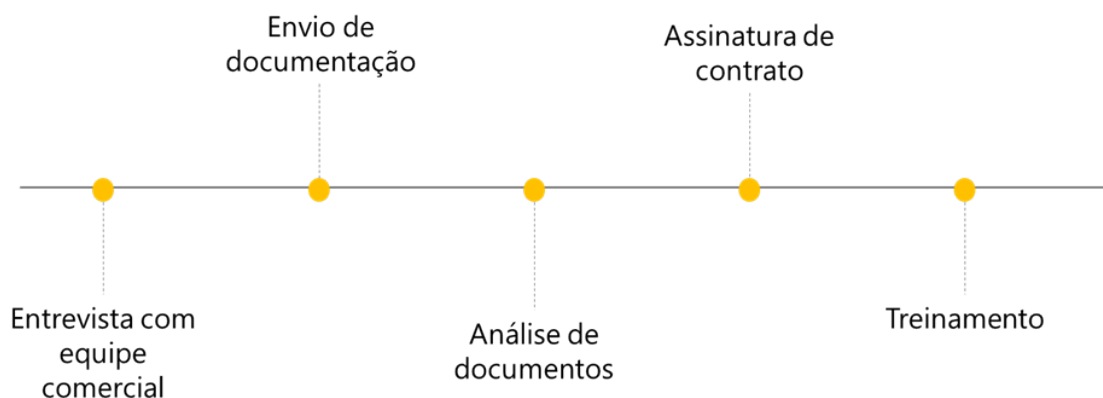 Entrevista com
equipe
comercial
Envio de
documentação
Análise de
documentos
Assinatura de
contrato
Treinamento